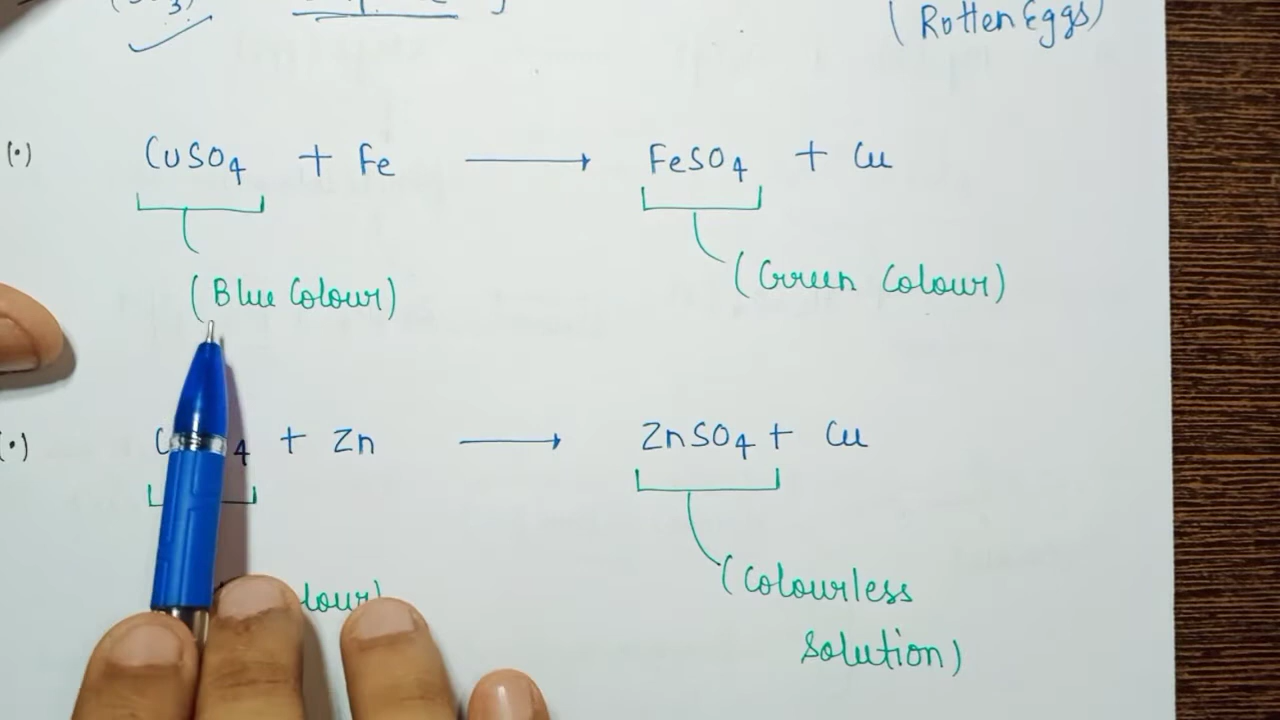 (Rotten Eggs)
(•) CuSO4 + Fe ⟶ FeSO4 + Cu
(Blue Colour) (Green Colour)
(•) + Zn ⟶ ZnSO4 + Cu
(Colourless
Solution)